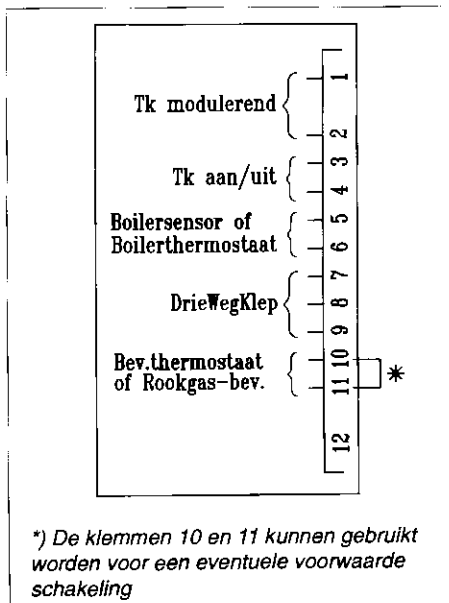 Tk modulerend
1
2
Tk aan/uit
3
4
Boilersensor of
Boilerthermostaat
5
6
DrieWegKlep
7
8
9
Bev.thermostaat
of Rookgas-bev.
10
11
*
12
*) De klemmen 10 en 11 kunnen gebruikt
worden voor een eventuele voorwaarde
schakeling